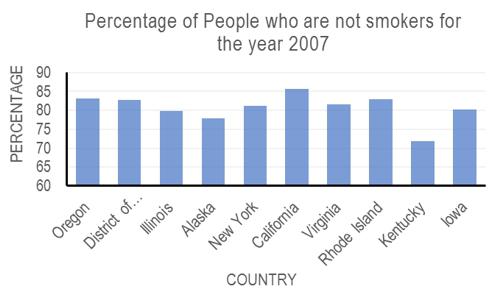 Percentage of People who are not smokers for
the year 2007
PERCENTAGE
90
85
80
75
70
65
60
Oregon
District of...
Illinois
Alaska
New York
California
Virginia
Rhode Island
Kentucky
Iowa
COUNTRY